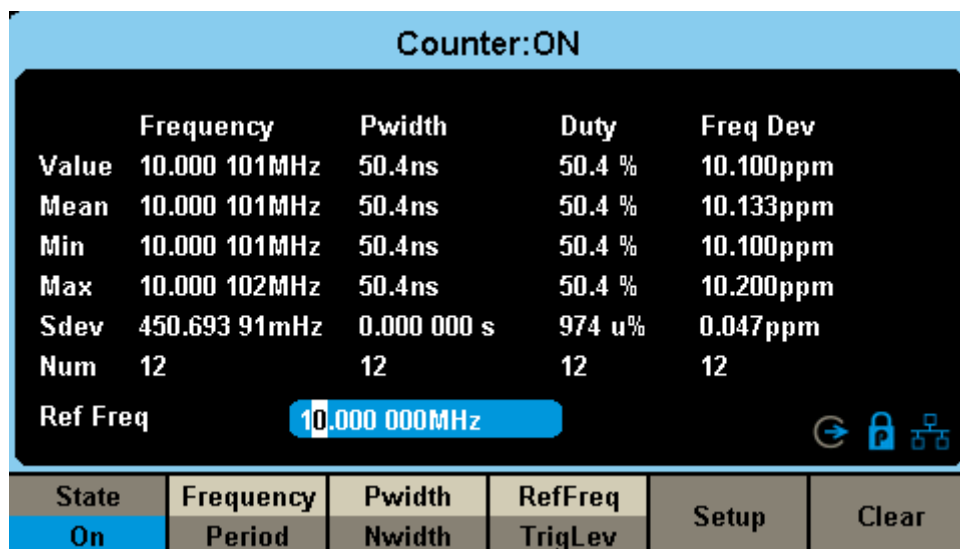 Counter:ON
Frequency Pwidth Duty Freq Dev
Value 10.000 101MHz 50.4ns 50.4 % 10.100ppm
Mean 10.000 101MHz 50.4ns 50.4 % 10.133ppm
Min 10.000 101MHz 50.4ns 50.4 % 10.100ppm
Max 10.000 102MHz 50.4ns 50.4 % 10.200ppm
Sdev 450.693 91mHz 0.000 000 s 974 u% 0.047ppm
Num 12 12 12 12
Ref Freq 10.000 000MHz
State Frequency Pwidth RefFreq Setup Clear
On Period Nwidth TrigLev